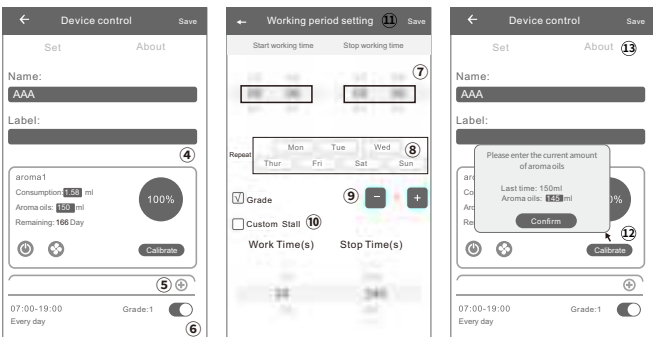 ← Device control Save
Set About
Name:
AAA
Label:
④
aroma1
Consumption: 1.58 ml
Aroma oils: 150 ml
Remaining: 166 Day
100%
Calibrate
⑤
07:00-19:00 Grade:1
Every day
⑥
← Working period setting ⑪ Save
Start working time Stop working time
⑦
Repeat
Mon Tue Wed ⑧
Thur Fri Sat Sun
√ Grade ⑨ - +
Custom Stall ⑩
Work Time(s) Stop Time(s)
← Device control Save
Set About ⑬
Name:
AAA
Label:
Please enter the current amount
of aroma oils
Last time: 150ml
Aroma oils: 145 ml
Confirm
aro
Con
Aro
Re
0%
⑫
Calibrate
07:00-19:00 Grade:1
Every day